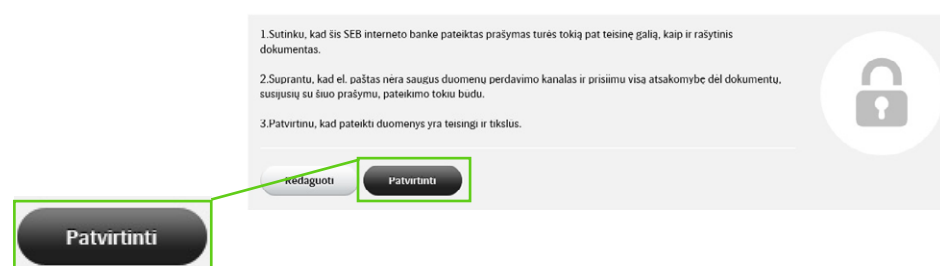 1.Sutinku, kad šis SEB interneto banke pateiktas prašymas turės tokią pat teisinę galią, kaip ir rašytinis
dokumentas.
2.Suprantu, kad el. paštas nėra saugus duomenų perdavimo kanalas ir prisiimu visą atsakomybę dėl dokumentų,
susijusių su šiuo prašymu, pateikimo tokiu būdu.
3.Patvirtinu, kad pateikti duomenys yra teisingi ir tikslūs.
Redaguoti
Patvirtinti
Patvirtinti